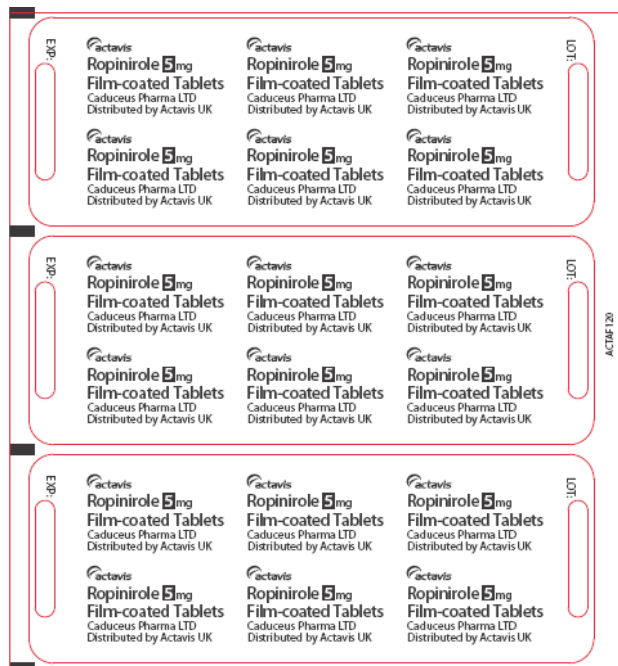 EXP:
actavis actavis actavis
Ropinirole 5mg Ropinirole 5mg Ropinirole 5mg
Film-coated Tablets Film-coated Tablets Film-coated Tablets
Caduceus Pharma LTD Caduceus Pharma LTD Caduceus Pharma LTD
Distributed by Actavis UK Distributed by Actavis UK Distributed by Actavis UK
actavis actavis actavis
Ropinirole 5mg Ropinirole 5mg Ropinirole 5mg
Film-coated Tablets Film-coated Tablets Film-coated Tablets
Caduceus Pharma LTD Caduceus Pharma LTD Caduceus Pharma LTD
Distributed by Actavis UK Distributed by Actavis UK Distributed by Actavis UK
LOT:
EXP:
actavis actavis actavis
Ropinirole 5mg Ropinirole 5mg Ropinirole 5mg
Film-coated Tablets Film-coated Tablets Film-coated Tablets
Caduceus Pharma LTD Caduceus Pharma LTD Caduceus Pharma LTD
Distributed by Actavis UK Distributed by Actavis UK Distributed by Actavis UK
actavis actavis actavis
Ropinirole 5mg Ropinirole 5mg Ropinirole 5mg
Film-coated Tablets Film-coated Tablets Film-coated Tablets
Caduceus Pharma LTD Caduceus Pharma LTD Caduceus Pharma LTD
Distributed by Actavis UK Distributed by Actavis UK Distributed by Actavis UK
LOT:
ACTAF120
EXP:
actavis actavis actavis
Ropinirole 5mg Ropinirole 5mg Ropinirole 5mg
Film-coated Tablets Film-coated Tablets Film-coated Tablets
Caduceus Pharma LTD Caduceus Pharma LTD Caduceus Pharma LTD
Distributed by Actavis UK Distributed by Actavis UK Distributed by Actavis UK
actavis actavis actavis
Ropinirole 5mg Ropinirole 5mg Ropinirole 5mg
Film-coated Tablets Film-coated Tablets Film-coated Tablets
Caduceus Pharma LTD Caduceus Pharma LTD Caduceus Pharma LTD
Distributed by Actavis UK Distributed by Actavis UK Distributed by Actavis UK
LOT: